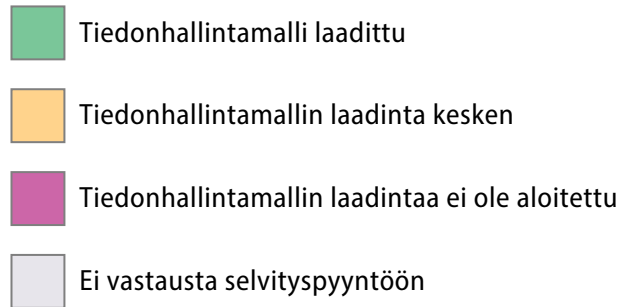 Tiedonhallintamalli laadittu
Tiedonhallintamallin laadinta kesken
Tiedonhallintamallin laadintaa ei ole aloitettu
Ei vastausta selvityspyyntöön